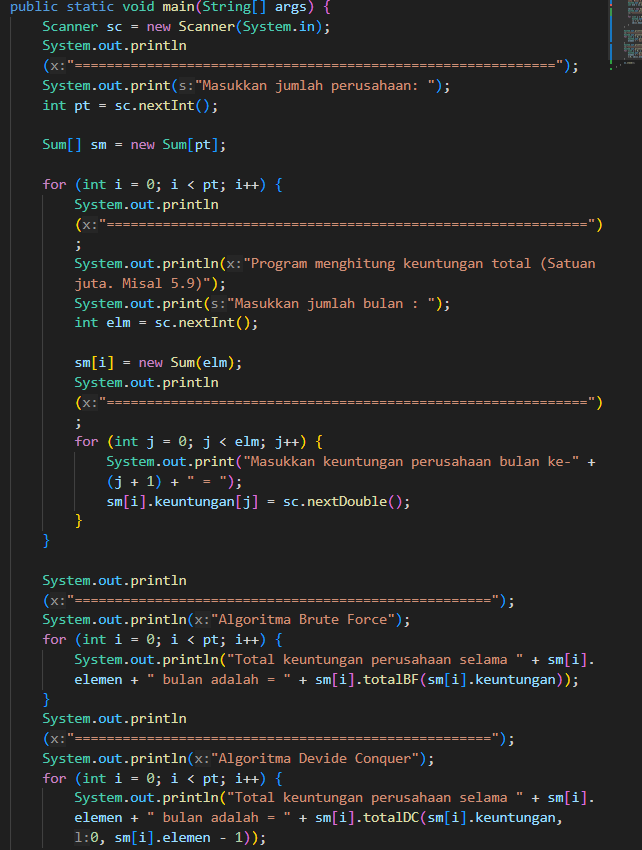 public static void main(String[] args) {
Scanner sc = new Scanner(System.in);
System.out.println
(x:"============================================================");
System.out.print(s:"Masukkan jumlah perusahaan: ");
int pt = sc.nextInt();
Sum[] sm = new Sum[pt];
for (int i = 0; i < pt; i++) {
System.out.println
(x:"============================================================")
;
System.out.println(x:"Program menghitung keuntungan total (Satuan
juta. Misal 5.9)");
System.out.print(s:"Masukkan jumlah bulan : ");
int elm = sc.nextInt();
sm[i] = new Sum(elm);
System.out.println
(x:"============================================================")
;
for (int j = 0; j < elm; j++) {
System.out.print("Masukkan keuntungan perusahaan bulan ke-" +
(j + 1) + " = ");
sm[i].keuntungan[j] = sc.nextDouble();
}
}
System.out.println
(x:"====================================================");
System.out.println(x:"Algoritma Brute Force");
for (int i = 0; i < pt; i++) {
System.out.println("Total keuntungan perusahaan selama " + sm[i].
elemen + " bulan adalah = " + sm[i].totalBF(sm[i].keuntungan));
}
System.out.println
(x:"====================================================");
System.out.println(x:"Algoritma Devide Conquer");
for (int i = 0; i < pt; i++) {
System.out.println("Total keuntungan perusahaan selama " + sm[i].
elemen + " bulan adalah = " + sm[i].totalDC(sm[i].keuntungan,
l:0, sm[i].elemen - 1));